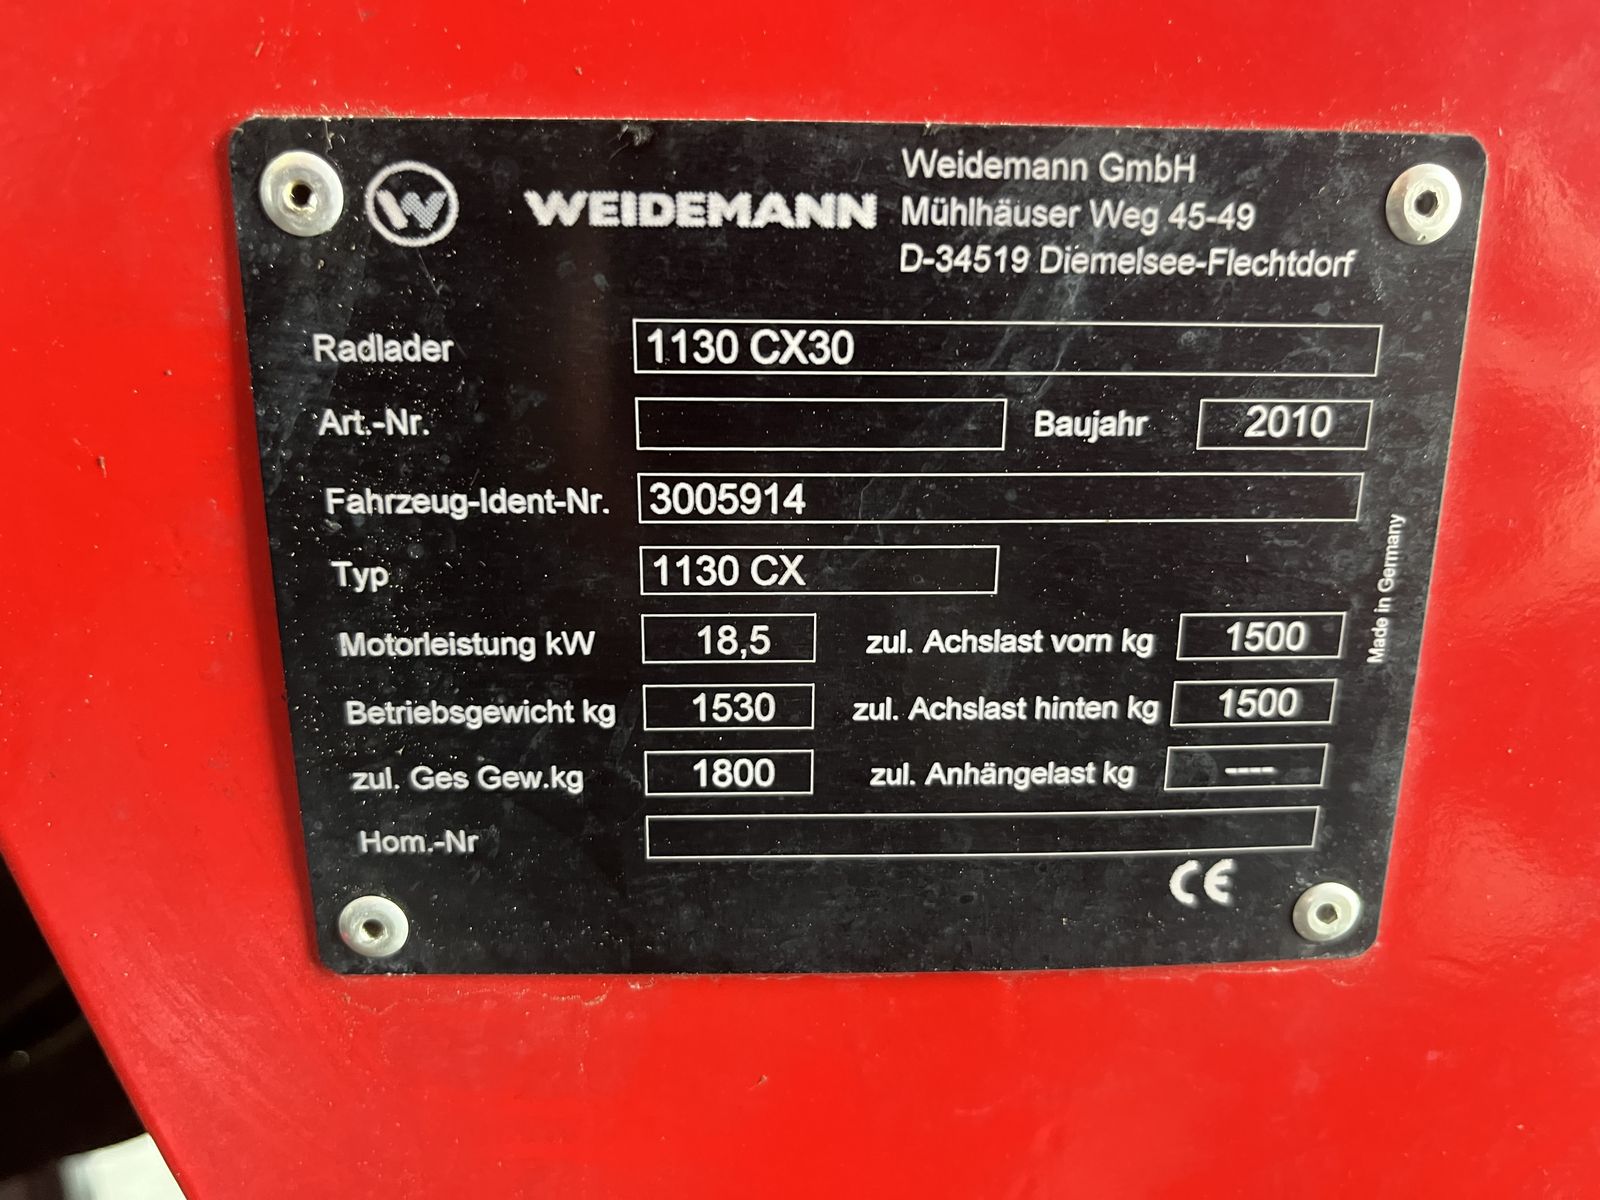 W WEIDEMANN
Weidemann GmbH
Mühlhäuser Weg 45-49
D-34519 Diemelsee-Flechtdorf
Radlader 1130 CX30
Art.-Nr. Baujahr 2010
Fahrzeug-Ident-Nr. 3005914
Typ 1130 CX
Motorleistung kW 18,5 zul. Achslast vorn kg 1500
Betriebsgewicht kg 1530 zul. Achslast hinten kg 1500
zul. Ges Gew.kg 1800 zul. Anhängelast kg ----
Hom.-Nr
CE
Made in Germany